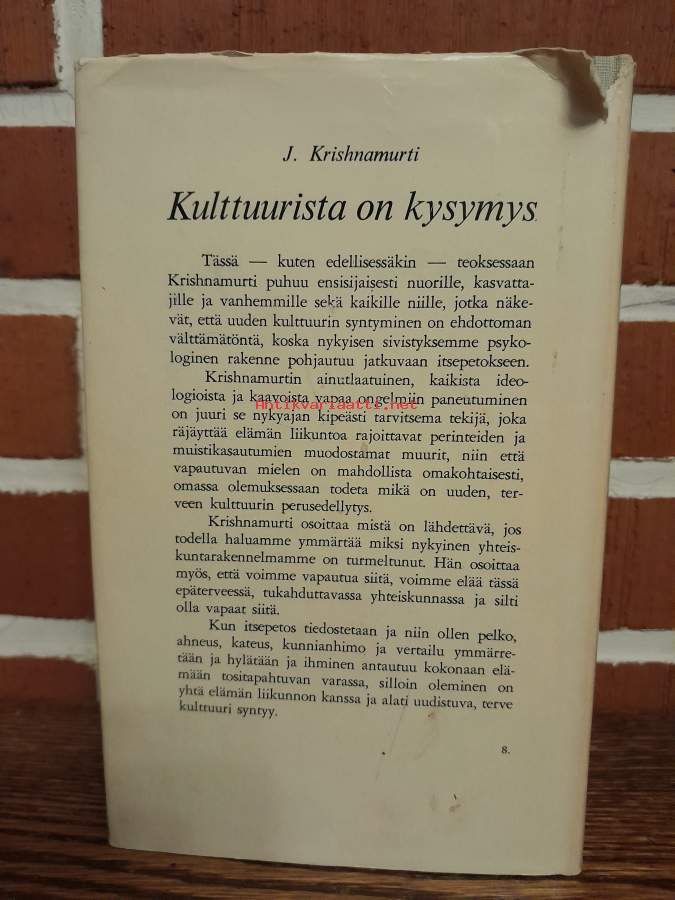 J. Krishnamurti
Kulttuurista on kysymys
Tässä — kuten edellisessäkin — teoksessaan
Krishnamurti puhuu ensisijaisesti nuorille, kasvatta-
jille ja vanhemmille sekä kaikille niille, jotka näke-
vät, että uuden kulttuurin syntyminen on ehdottoman
välttämätöntä, koska nykyisen sivistyksemme psyko-
loginen rakenne pohjautuu jatkuvaan itsepetokseen.
Krishnamurtin ainutlaatuinen, kaikista ideo-
logioista ja kaavoista vapaa ongelmiin paneutuminen
Antikvariaatti.net
on juuri se nykyajan kipeästi tarvitsema tekijä, joka
räjäyttää elämän liikuntoa rajoittavat perinteiden ja
muistikasautumien muodostamat muurit, niin että
vapautuvan mielen on mahdollista omakohtaisesti,
omassa olemuksessaan todeta mikä on uuden, ter-
veen kulttuurin perusedellytys.
Krishnamurti osoittaa mistä on lähdettävä, jos
todella haluamme ymmärtää miksi nykyinen yhteis-
kuntarakennelmamme on turmeltunut. Hän osoittaa
myös, että voimme vapautua siitä, voimme elää tässä
epäterveessä, tukahduttavassa yhteiskunnassa ja silti
olla vapaat siitä.
Kun itsepetos tiedostetaan ja niin ollen pelko,
ahneus, kateus, kunnianhimo ja vertailu ymmärre-
tään ja hylätään ja ihminen antautuu kokonaan elä-
mään tositapahtuvan varassa, silloin oleminen on
yhtä elämän liikunnon kanssa ja alati uudistuva, terve
kulttuuri syntyy.
8.